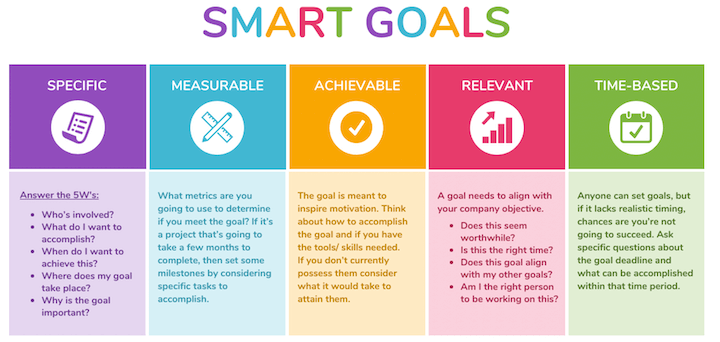 SMART GOALS
SPECIFIC
Answer the 5W's:
• Who's involved?
• What do I want to
accomplish?
• When do I want to
achieve this?
• Where does my goal
take place?
• Why is the goal
important?
MEASURABLE
What metrics are you
going to use to determine
if you meet the goal? If it's
a project that's going to
take a few months to
complete, then set some
milestones by considering
specific tasks to
accomplish.
ACHIEVABLE
The goal is meant to
inspire motivation. Think
about how to accomplish
the goal and if you have
the tools/ skills needed.
If you don't currently
possess them consider
what it would take to
attain them.
RELEVANT
A goal needs to align with
your company objective.
• Does this seem
worthwhile?
• Is this the right time?
• Does this goal align
with my other goals?
• Am I the right person
to be working on this?
TIME-BASED
Anyone can set goals, but
if it lacks realistic timing,
chances are you're not
going to succeed. Ask
specific questions about
the goal deadline and
what can be accomplished
within that time period.